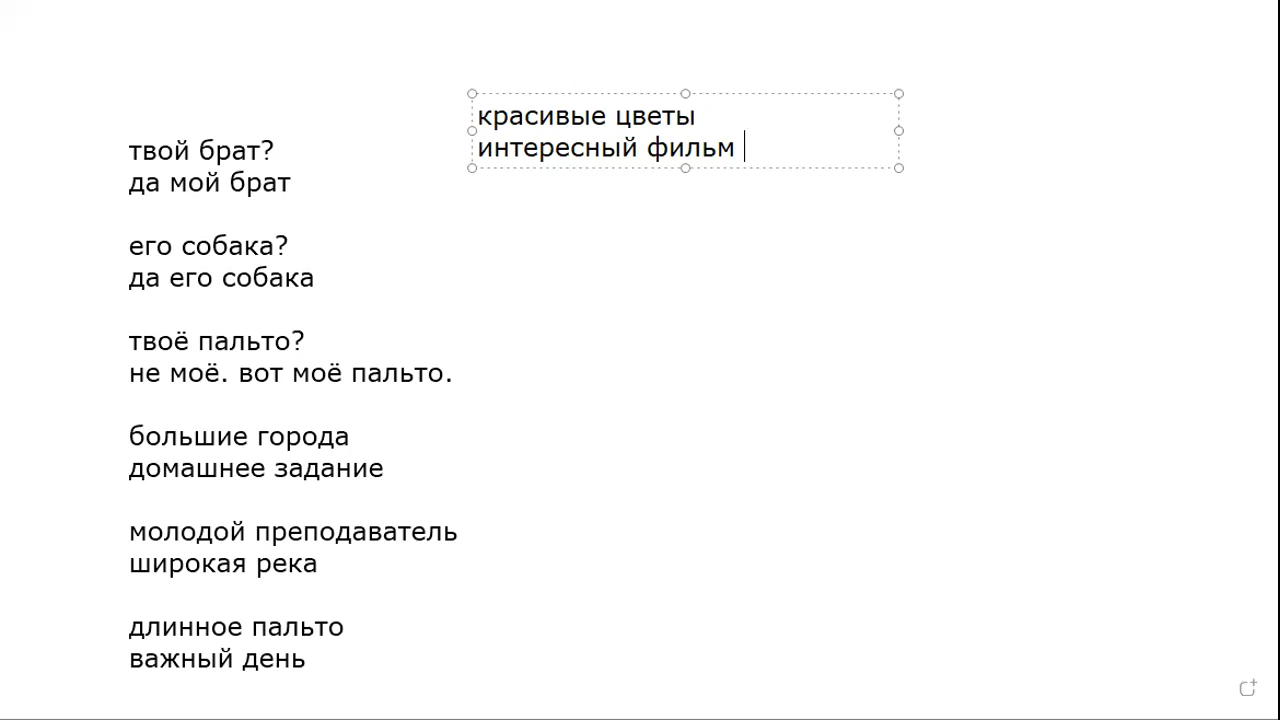 твой брат?
да мой брат
его собака?
да его собака
твоё пальто?
не моё. вот моё пальто.
большие города
домашнее задание
молодой преподаватель
широкая река
длинное пальто
важный день
красивые цветы
интересный фильм